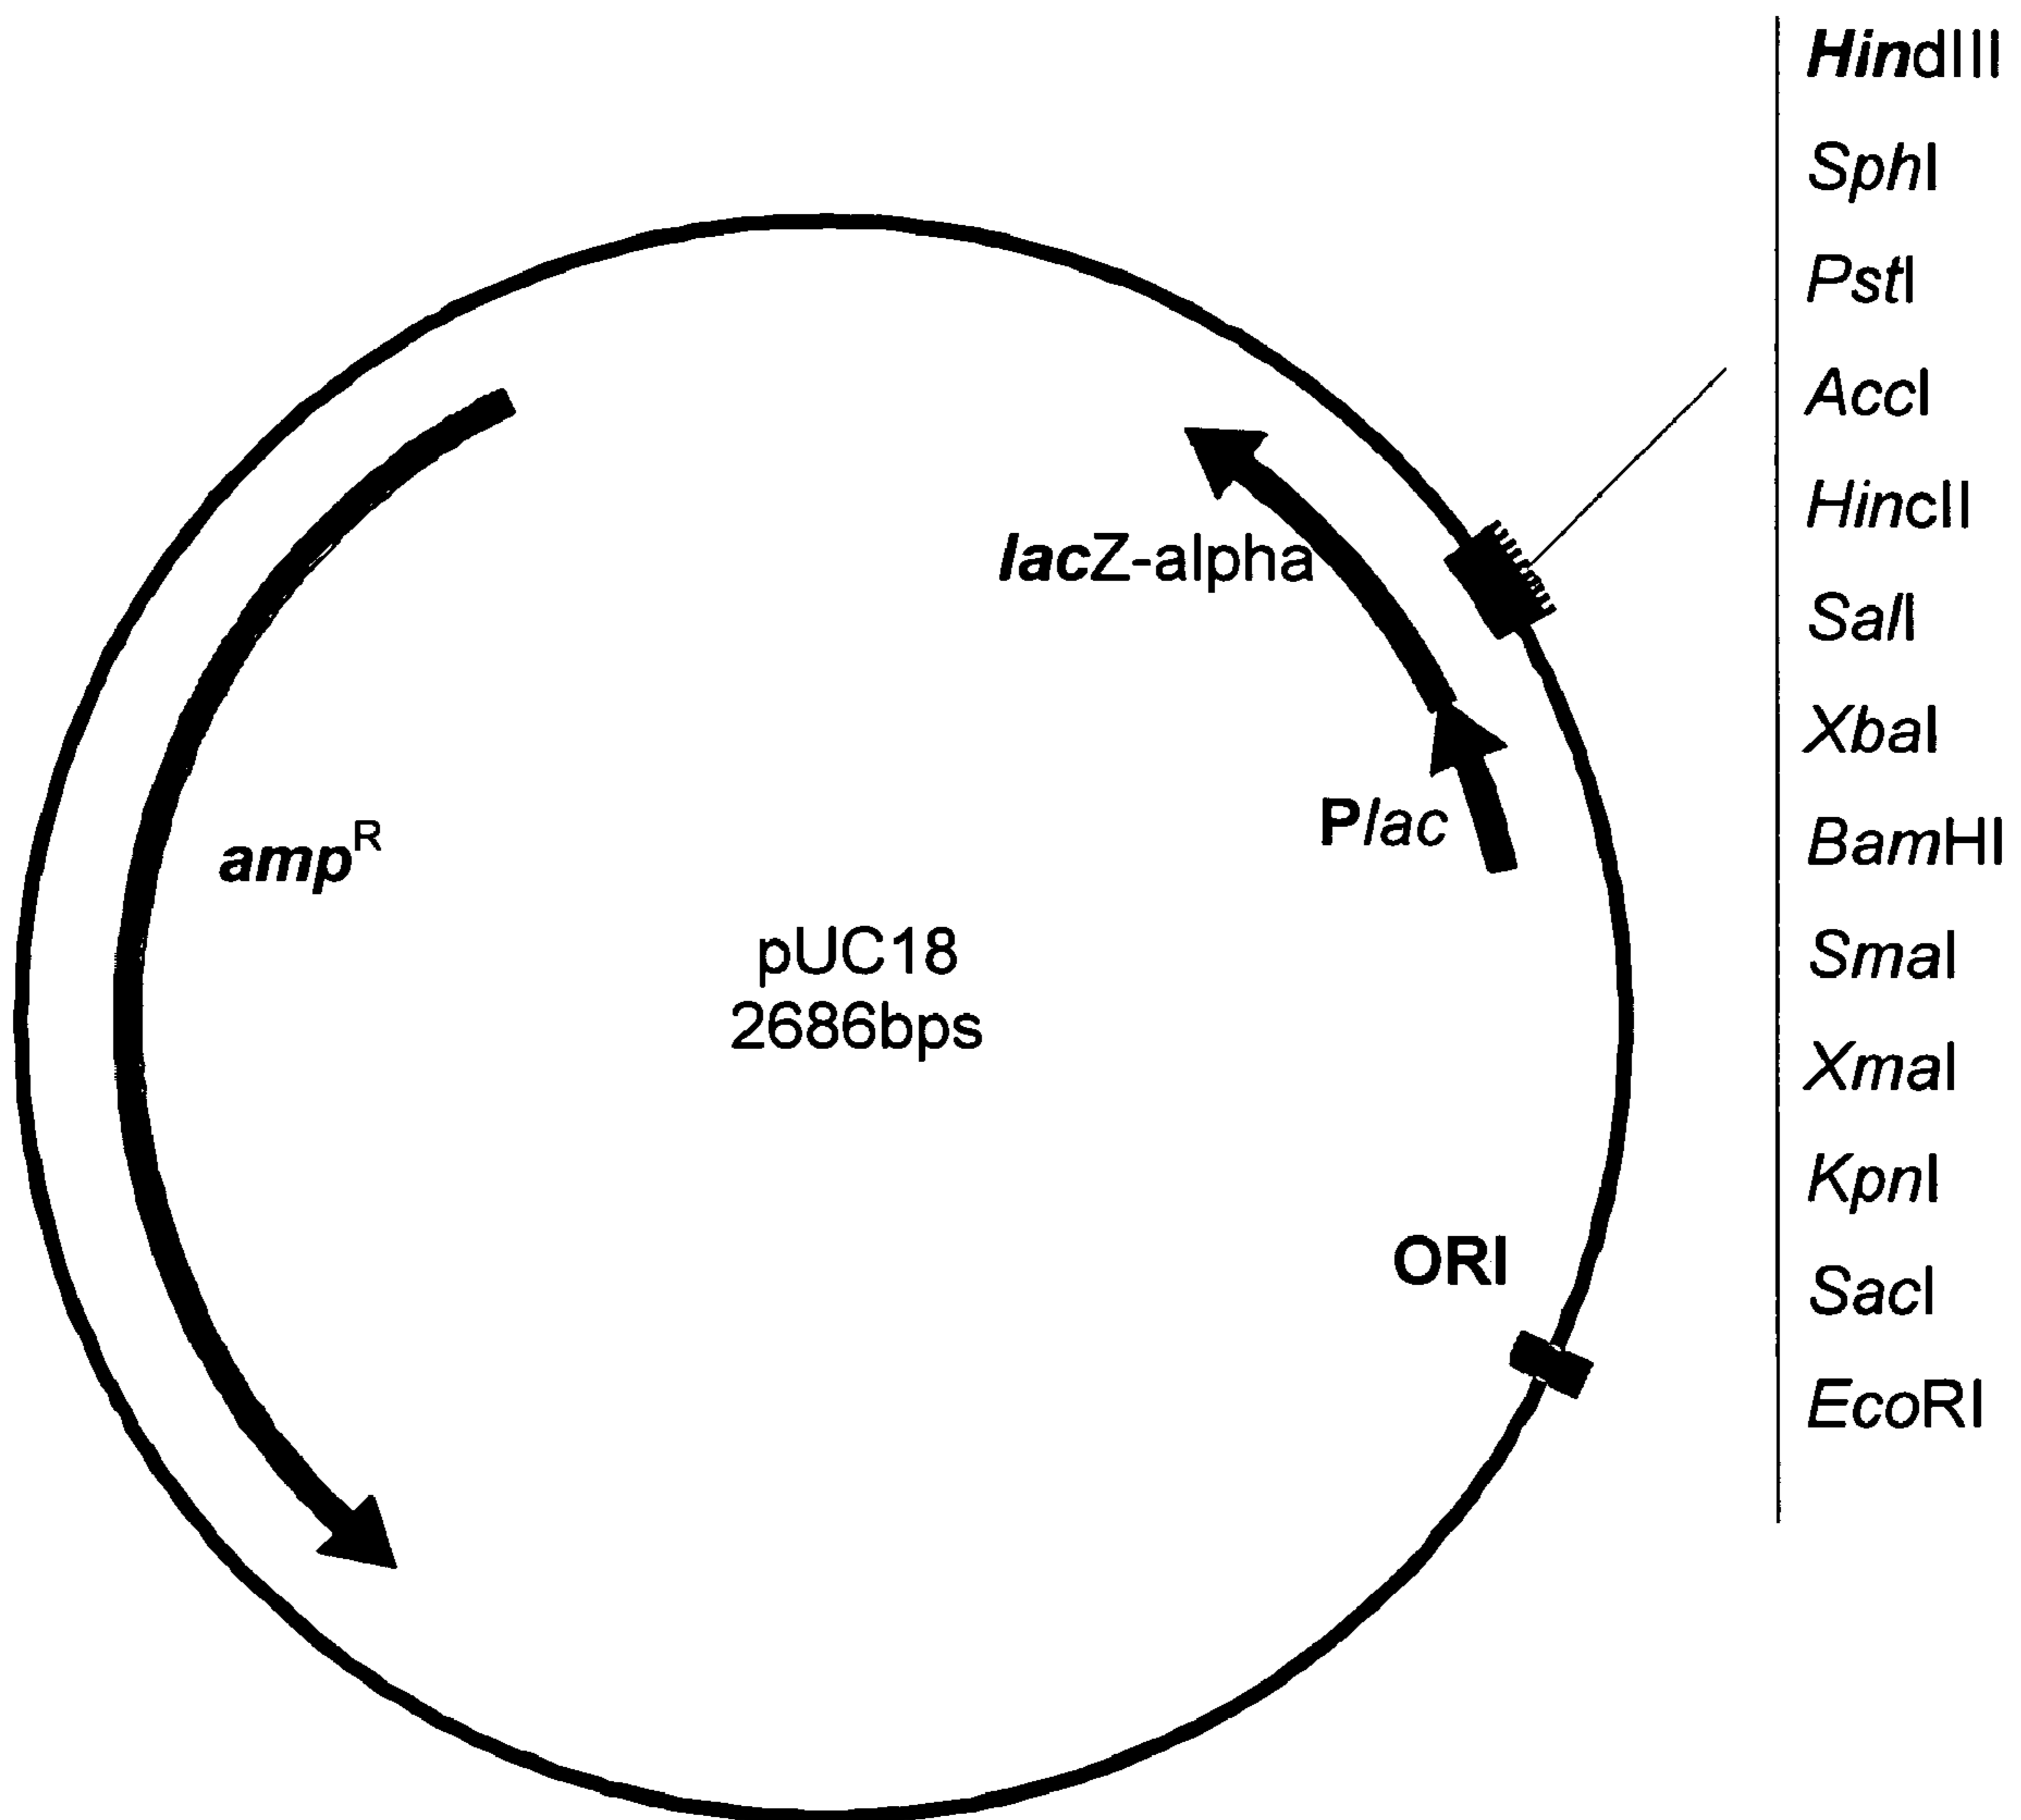 HindIII
SphI
PstI
AccI
HincII
SalI
XbaI
BamHI
SmaI
XmaI
KpnI
SacI
EcoRI
lacZ-alpha
Plac
ampR
pUC18
2686bps
ORI